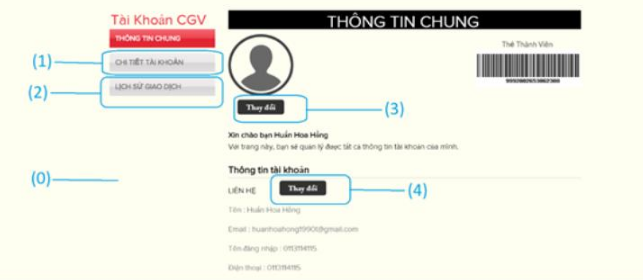 Tài Khoản CGV
THÔNG TIN CHUNG
CHI TIẾT TÀI KHOẢN
LỊCH SỬ GIAO DỊCH
(1)
(2)
(0)
THÔNG TIN CHUNG
Thẻ Thành Viên
Thay đổi
(3)
Xin chào bạn Huấn Hoa Hồng
Với trang này, bạn sẽ quản lý được tất cả thông tin tài khoản của mình.
Thông tin tài khoản
LIÊN HỆ
Thay đổi
(4)
Tên : Huấn Hoa Hồng
Email : huanhoahong19901@gmail.com
Tên đăng nhập : 0113114115
Điện thoại : 0113114115